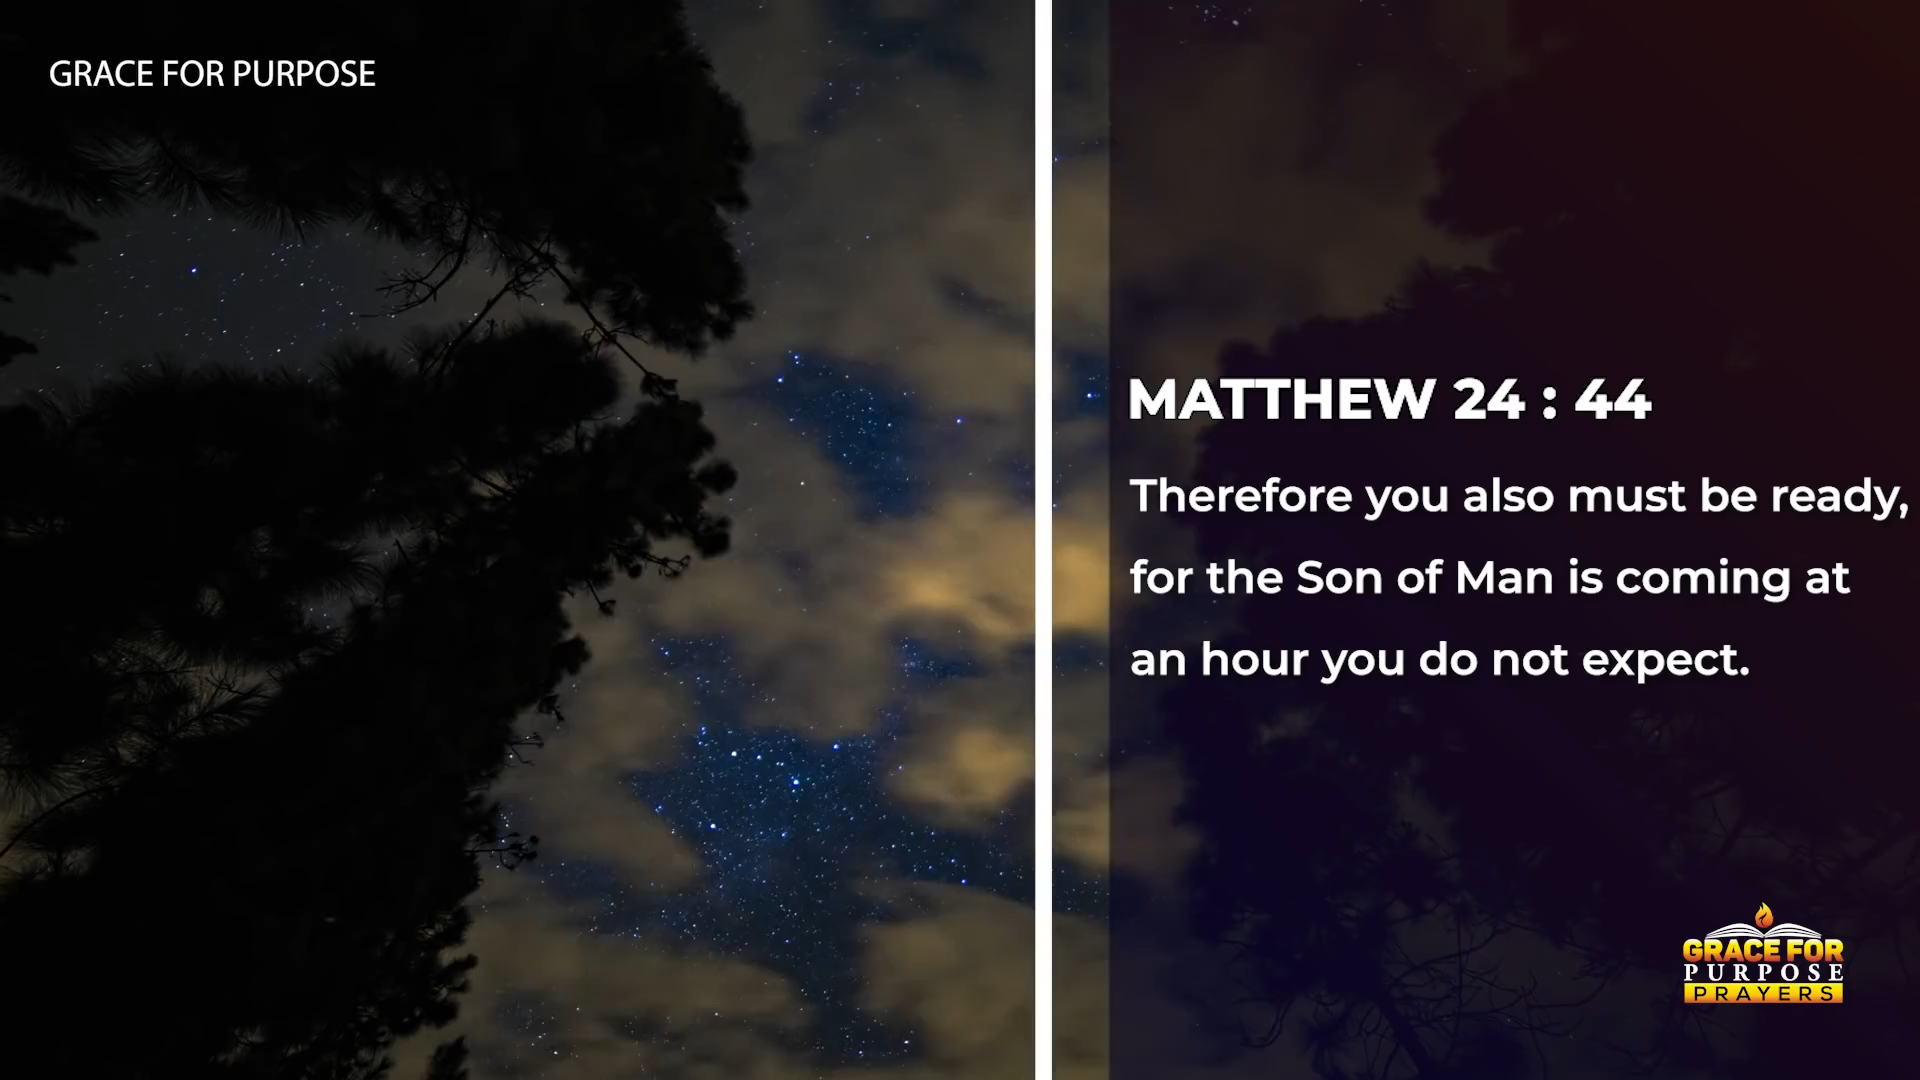 GRACE FOR PURPOSE
MATTHEW 24 : 44
Therefore you also must be ready,
for the Son of Man is coming at
an hour you do not expect.
GRACE FOR
PURPOSE
PRAYERS